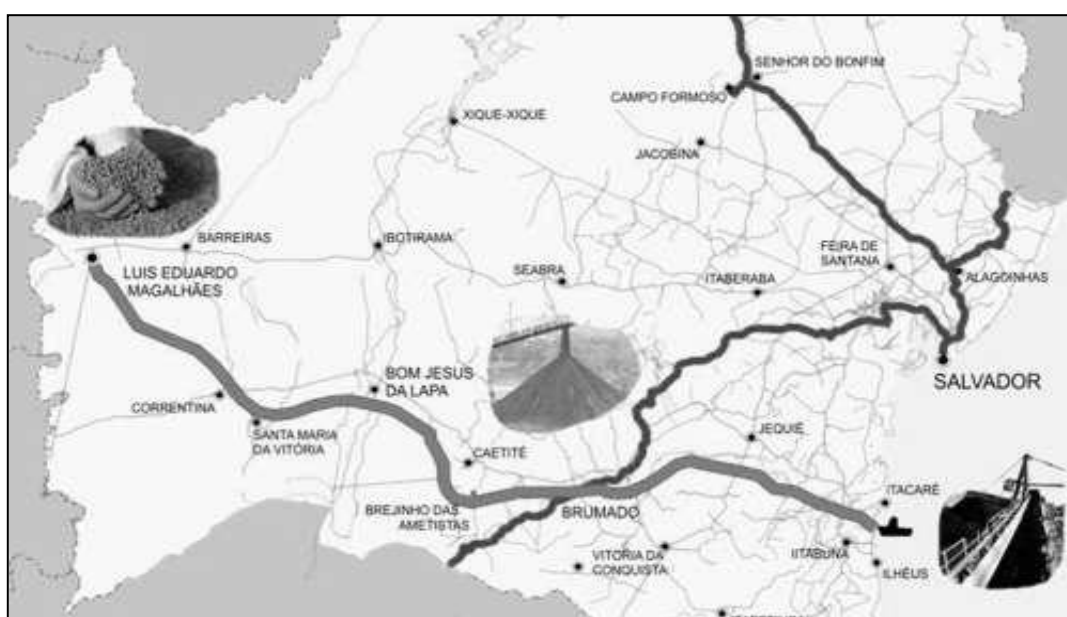 SENHOR DO BONFIM
CAMPO FORMOSO
XIQUE-XIQUE
JACOBINA
BARREIRAS
IBOTIRAMA
FEIRA DE
SANTANA
LUIS EDUARDO
MAGALHÃES
SEABRA
ITABERABA
ALAGOINHAS
BOM JESUS
DA LAPA
SALVADOR
CORRENTINA
SANTA MARIA
DA VITÓRIA
JEQUIÉ
CAETITÉ
ITACARÉ
BREJINHO DAS
AMETISTAS
BRUMADO
VITORIA DA
CONQUISTA
IITABUNA
ILHÉUS